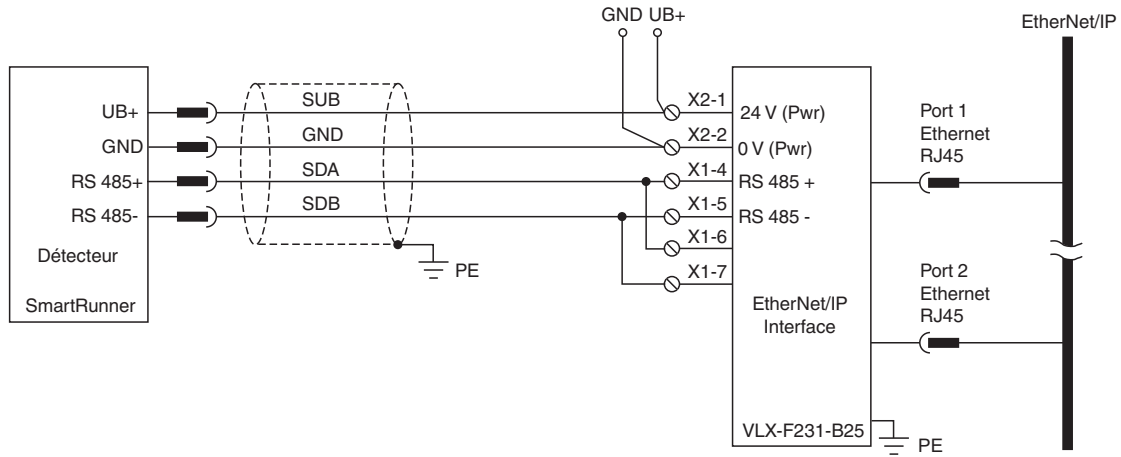 GND UB+
EtherNet/IP
UB+
GND
RS 485+
RS 485-
Détecteur
SmartRunner
SUB
GND
SDA
SDB
PE
X2-1
X2-2
X1-4
X1-5
X1-6
X1-7
24 V (Pwr)
0 V (Pwr)
RS 485 +
RS 485 -
EtherNet/IP
Interface
VLX-F231-B25
PE
Port 1
Ethernet
RJ45
Port 2
Ethernet
RJ45